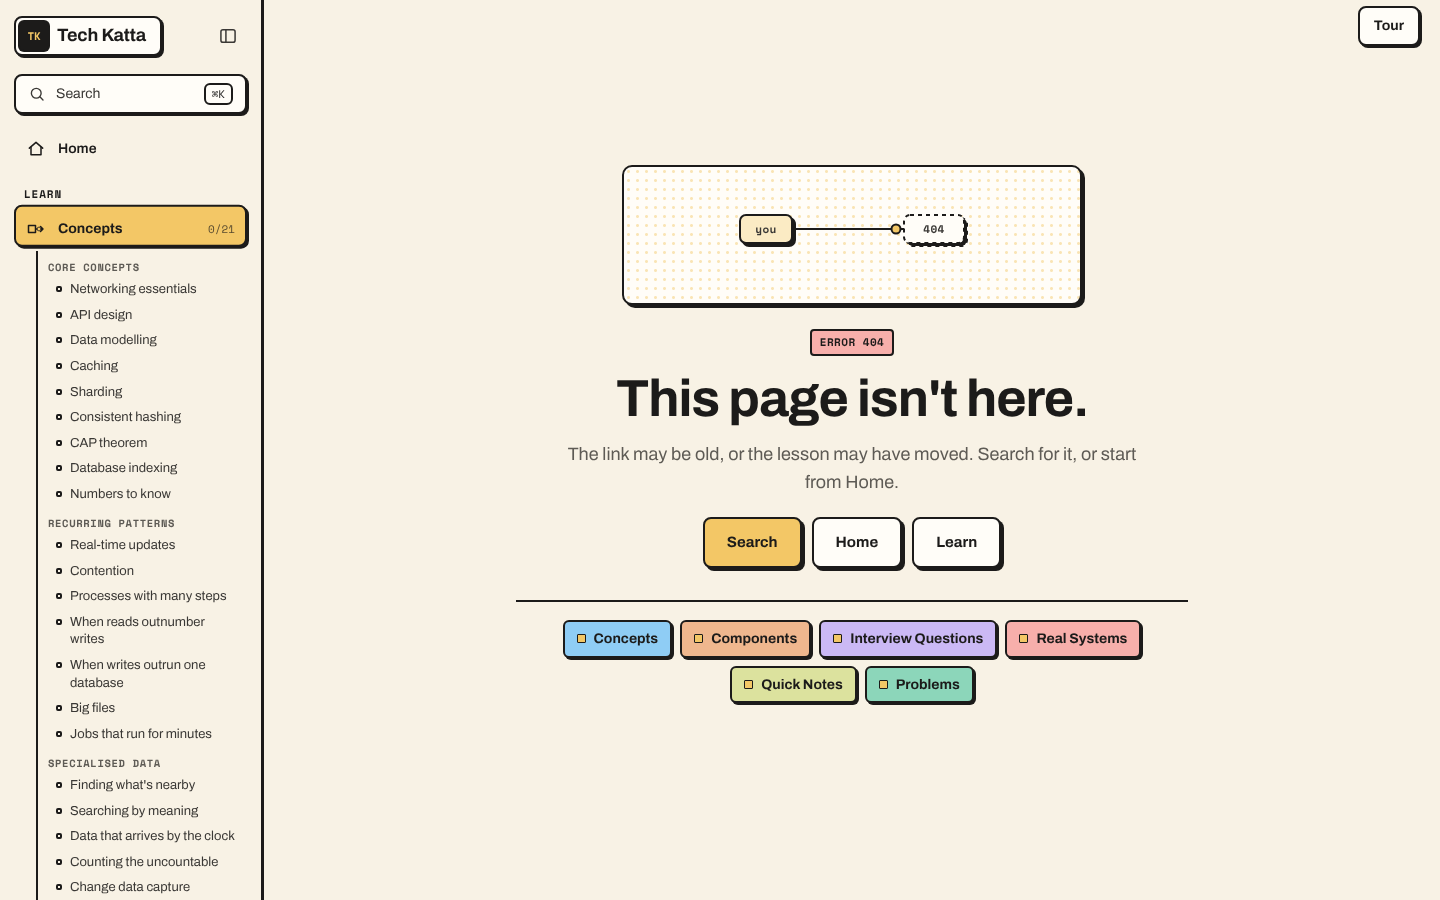 TK Tech Katta
Search ⌘K
Home
LEARN
Concepts 0/21
CORE CONCEPTS
Networking essentials
API design
Data modelling
Caching
Sharding
Consistent hashing
CAP theorem
Database indexing
Numbers to know
RECURRING PATTERNS
Real-time updates
Contention
Processes with many steps
When reads outnumber
writes
When writes outrun one
database
Big files
Jobs that run for minutes
SPECIALISED DATA
Finding what's nearby
Searching by meaning
Data that arrives by the clock
Counting the uncountable
Change data capture
Tour
you 404
ERROR 404
This page isn't here.
The link may be old, or the lesson may have moved. Search for it, or start
from Home.
Search Home Learn
Concepts Components Interview Questions Real Systems
Quick Notes Problems